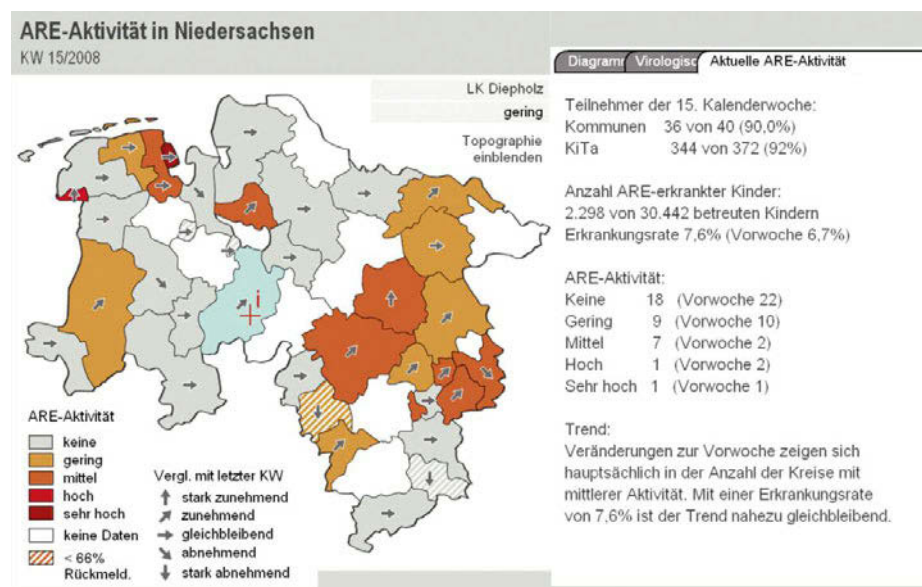 ARE-Aktivität in Niedersachsen
KW 15/2008
LK Diepholz
gering
Topographie
einblenden
i
ARE-Aktivität
keine
gering
mittel
hoch
sehr hoch
keine Daten
< 66%
Rückmeld.
Vergl. mit letzter KW
stark zunehmend
zunehmend
gleichbleibend
abnehmend
stark abnehmend
Diagramm Virologisc Aktuelle ARE-Aktivität
Teilnehmer der 15. Kalenderwoche:
Kommunen 36 von 40 (90,0%)
KiTa 344 von 372 (92%)
Anzahl ARE-erkrankter Kinder:
2.298 von 30.442 betreuten Kindern
Erkrankungsrate 7,6% (Vorwoche 6,7%)
ARE-Aktivität:
Keine 18 (Vorwoche 22)
Gering 9 (Vorwoche 10)
Mittel 7 (Vorwoche 2)
Hoch 1 (Vorwoche 2)
Sehr hoch 1 (Vorwoche 1)
Trend:
Veränderungen zur Vorwoche zeigen sich
hauptsächlich in der Anzahl der Kreise mit
mittlerer Aktivität. Mit einer Erkrankungsrate
von 7,6% ist der Trend nahezu gleichbleibend.